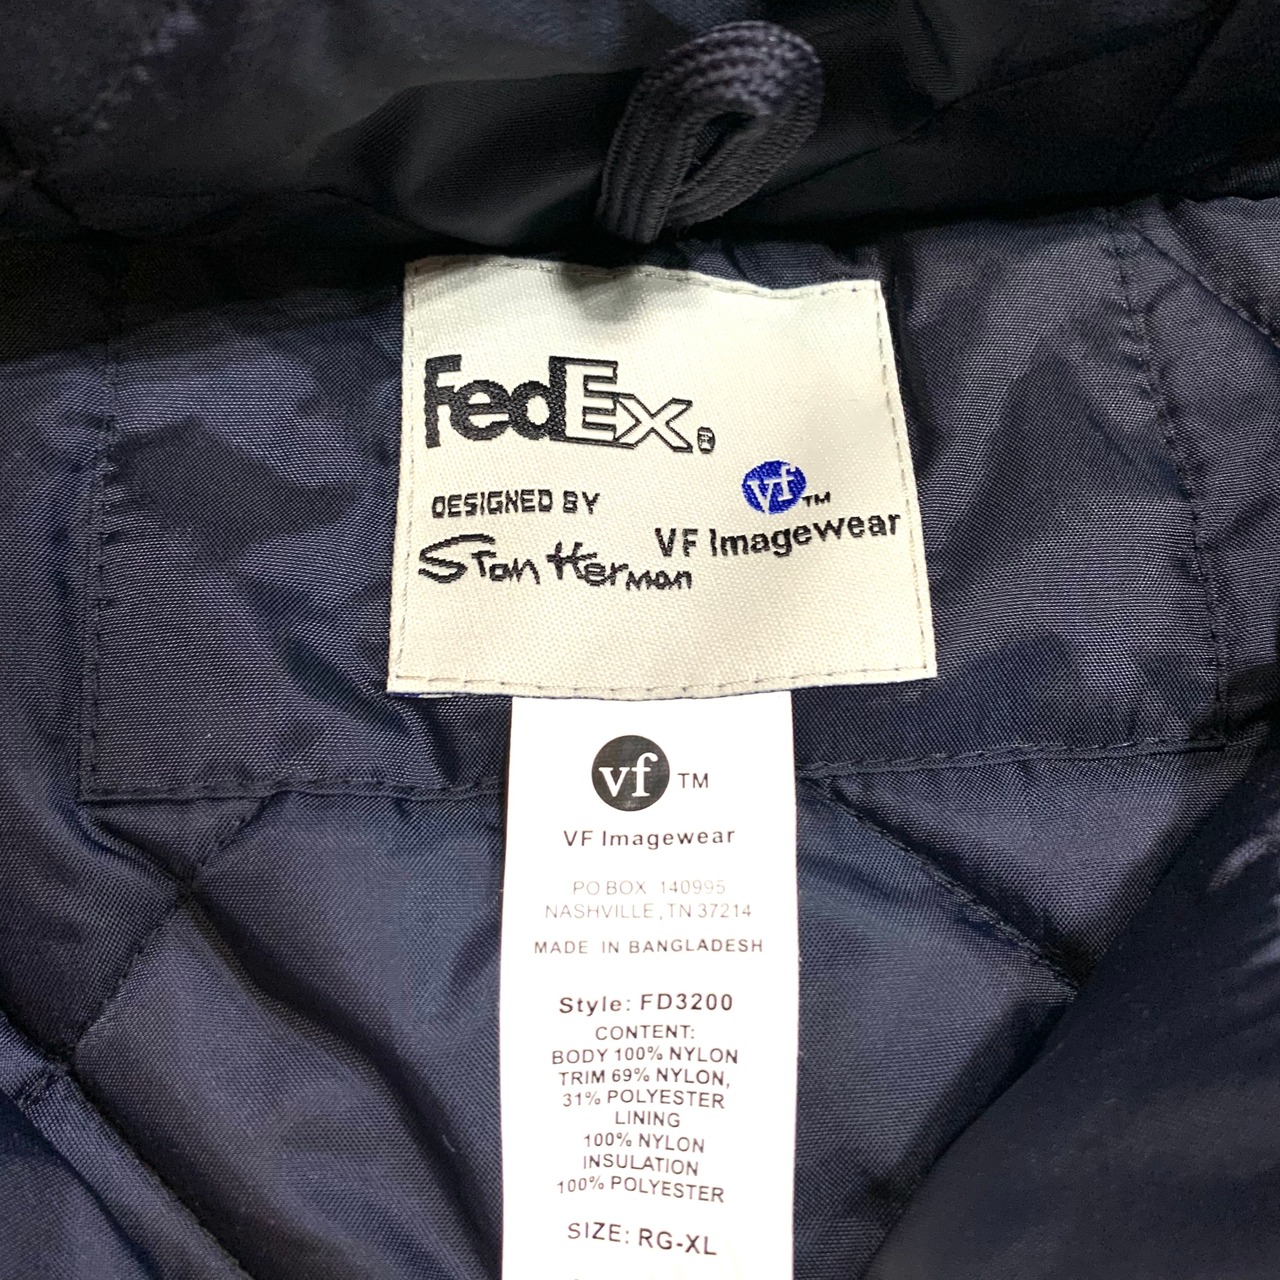 FedEx®
DESIGNED BY
Stan Herman
vf™
VF Imagewear
vf TM
VF Imagewear
PO BOX 140995
NASHVILLE, TN 37214
MADE IN BANGLADESH
Style: FD3200
CONTENT:
BODY 100% NYLON
TRIM 69% NYLON,
31% POLYESTER
LINING
100% NYLON
INSULATION
100% POLYESTER
SIZE: RG-XL